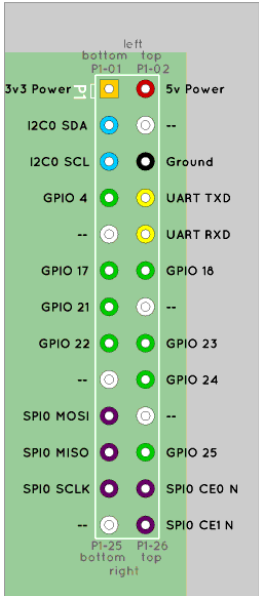 left
bottom top
P1-01 P1-02
3v3 Power P1 5v Power
I2C0 SDA --
I2C0 SCL Ground
GPIO 4 UART TXD
-- UART RXD
GPIO 17 GPIO 18
GPIO 21 --
GPIO 22 GPIO 23
-- GPIO 24
SPI0 MOSI --
SPI0 MISO GPIO 25
SPI0 SCLK SPI0 CE0 N
-- SPI0 CE1 N
P1-25 P1-26
bottom top
right